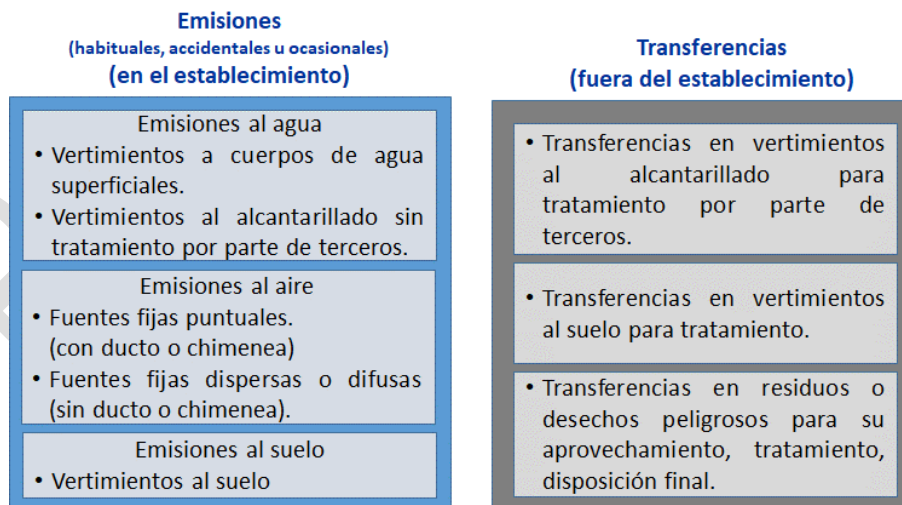 Emisiones
(habituales, accidentales u ocasionales)
(en el establecimiento)
Emisiones al agua
• Vertimientos a cuerpos de agua
superficiales.
• Vertimientos al alcantarillado sin
tratamiento por parte de terceros.
Emisiones al aire
• Fuentes fijas puntuales.
(con ducto o chimenea)
• Fuentes fijas dispersas o difusas
(sin ducto o chimenea).
Emisiones al suelo
• Vertimientos al suelo
Transferencias
(fuera del establecimiento)
• Transferencias en vertimientos
al alcantarillado para
tratamiento por parte de
terceros.
• Transferencias en vertimientos
al suelo para tratamiento.
• Transferencias en residuos o
desechos peligrosos para su
aprovechamiento, tratamiento,
disposición final.